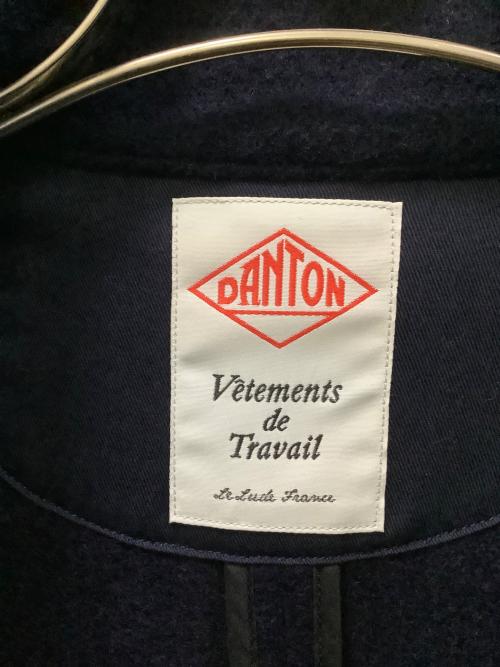 DANTON
Vêtements
de
Travail
Le Lude France